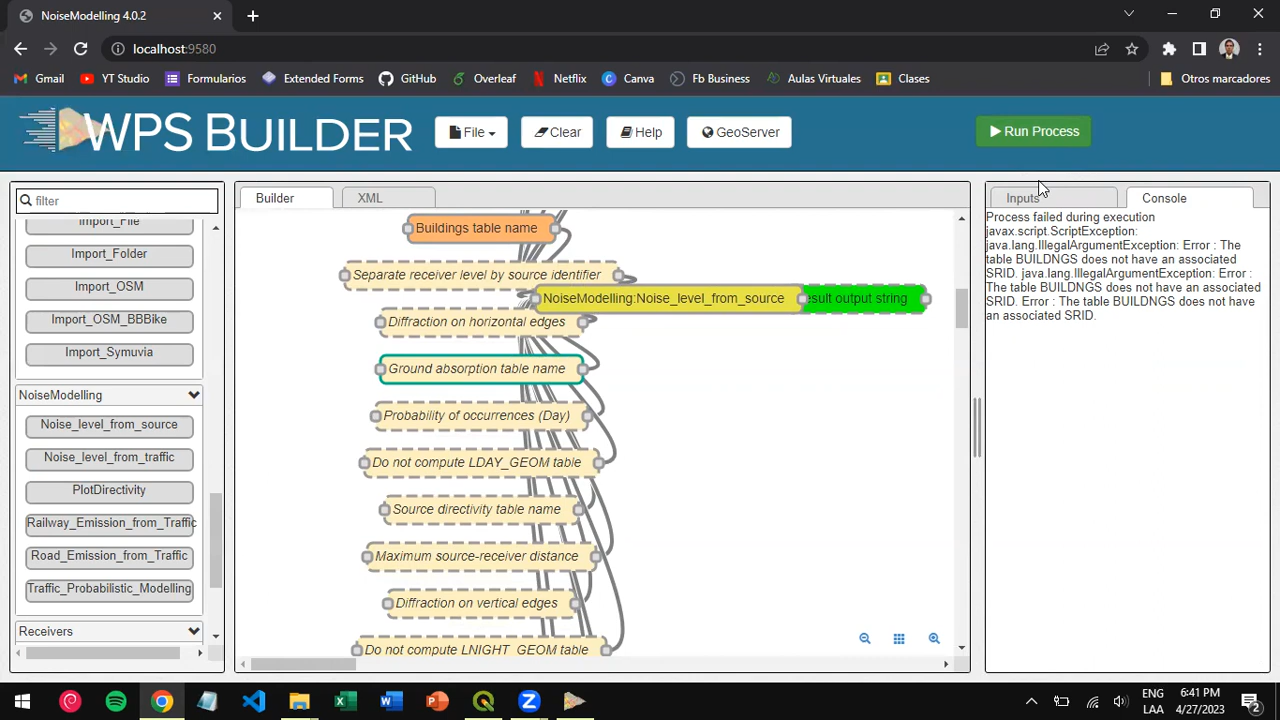 NoiseModelling 4.0.2
localhost:9580
Gmail
YT Studio
Formularios
Extended Forms
GitHub
Overleaf
Netflix
Canva
Fb Business
Aulas Virtuales
Clases
Otros marcadores
WPS BUILDER
File
Clear
Help
GeoServer
Run Process
filter
Import_File
Import_Folder
Import_OSM
Import_OSM_BBBike
Import_Symuvia
NoiseModelling
Noise_level_from_source
Noise_level_from_traffic
PlotDirectivity
Railway_Emission_from_Traffic
Road_Emission_from_Traffic
Traffic_Probabilistic_Modelling
Receivers
Builder
XML
Buildings table name
Separate receiver level by source identifier
NoiseModelling:Noise_level_from_source
sult output string
Diffraction on horizontal edges
Ground absorption table name
Probability of occurrences (Day)
Do not compute LDAY_GEOM table
Source directivity table name
Maximum source-receiver distance
Diffraction on vertical edges
Do not compute LNIGHT_GEOM table
Inputs
Console
Process failed during execution
javax.script.ScriptException:
java.lang.IllegalArgumentException: Error : The
table BUILDNGS does not have an associated
SRID. java.lang.IllegalArgumentException: Error :
The table BUILDNGS does not have an associated
SRID. Error : The table BUILDNGS does not have
an associated SRID.
ENG
LAA
6:41 PM
4/27/2023
2